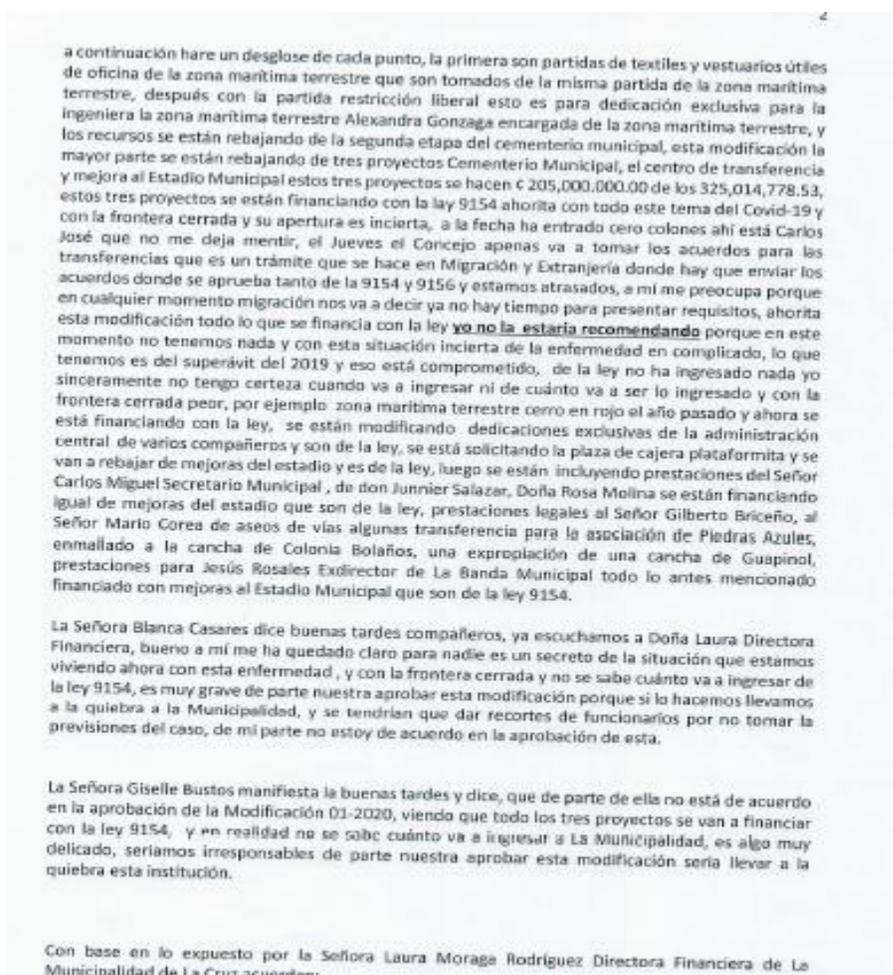 2
a continuación hare un desglose de cada punto, la primera son partidas de textiles y vestuarios útiles
de oficina de la zona marítima terrestre que son tomados de la misma partida de la zona marítima
terrestre, después con la partida restricción liberal esto es para dedicación exclusiva para la
ingeniera la zona marítima terrestre Alexandra Gonzaga encargada de la zona marítima terrestre, y
los recursos se están rebajando de la segunda etapa del cementerio municipal, esta modificación la
mayor parte se están rebajando de tres proyectos Cementerio Municipal, el centro de transferencia
y mejora al Estadio Municipal estos tres proyectos se hacen ¢ 205,000.000.00 de los 325,014,778.53,
estos tres proyectos se están financiando con la lay 9154 ahorita con todo este tema del Covid-19 y
con la frontera cerrada y su apertura es incierta, a la fecha ha entrado cero colones ahí está Carlos
José que no me deja mentir, el Jueves el Concejo apenas va a tomar los acuerdos para las
transferencias que es un trámite que se hace en Migración y Extranjería donde hay que enviar los
acuerdos donde se aprueba tanto de la 9154 y 9156 y estamos atrasados, a mí me preocupa porque
en cualquier momento migración nos va a decir ya no hay tiempo para presentar requisitos, ahorita
esta modificación todo lo que se financia con la ley yo no la estaría recomendando porque en este
momento no tenemos nada y con esta situación incierta de la enfermedad en complicado, lo que
tenemos es del superávit del 2019 y eso está comprometido, de la ley no ha ingresado nada yo
sinceramente no tengo certeza cuando va a ingresar ni de cuánto va a ser lo ingresado y con la
frontera cerrada peor, por ejemplo zona marítima terrestre cerro en rojo el año pasado y ahora se
está financiando con la ley, se están modificando dedicaciones exclusivas de la administración
central de varios compañeros y son de la ley, se está solicitando la plaza de cajera plataformita y se
van a rebajar de mejoras del estadio y es de la ley, luego se están incluyendo prestaciones del Señor
Carlos Miguel Secretario Municipal , de don Junnier Salazar, Doña Rosa Molina se están financiando
igual de mejoras del estadio que son de la ley, prestaciones legales al Señor Gilberto Briceño, al
Señor Mario Corea de aseos de vías algunas transferencia para la asociación de Piedras Azules,
enmallado a la cancha de Colonia Bolaños, una expropiación de una cancha de Guapinol,
prestaciones para Jesús Rosales Exdirector de La Banda Municipal todo lo antes mencionado
financiado con mejoras al Estadio Municipal que son de la ley 9154.
La Señora Blanca Casares dice buenas tardes compañeros, ya escuchamos a Doña Laura Directora
Financiera, bueno a mí me ha quedado claro para nadie es un secreto de la situación que estamos
viviendo ahora con esta enfermedad , y con la frontera cerrada y no se sabe cuánto va a ingresar de
la ley 9154, es muy grave de parte nuestra aprobar esta modificación porque si lo hacemos llevamos
a la quiebra a la Municipalidad, y se tendrían que dar recortes de funcionarios por no tomar la
previsiones del caso, de mi parte no estoy de acuerdo en la aprobación de esta.
La Señora Giselle Bustos manifiesta la buenas tardes y dice, que de parte de ella no está de acuerdo
en la aprobación de la Modificación 01-2020, viendo que todo los tres proyectos se van a financiar
con la ley 9154, y en realidad no se sabe cuánto va a ingresar a La Municipalidad, es algo muy
delicado, seriamos irresponsables de parte nuestra aprobar esta modificación seria llevar a la
quiebra esta institución.
Con base en lo expuesto por la Señora Laura Moraga Rodríguez Directora Financiera de La
Municipalidad de La Cruz acuerdan: